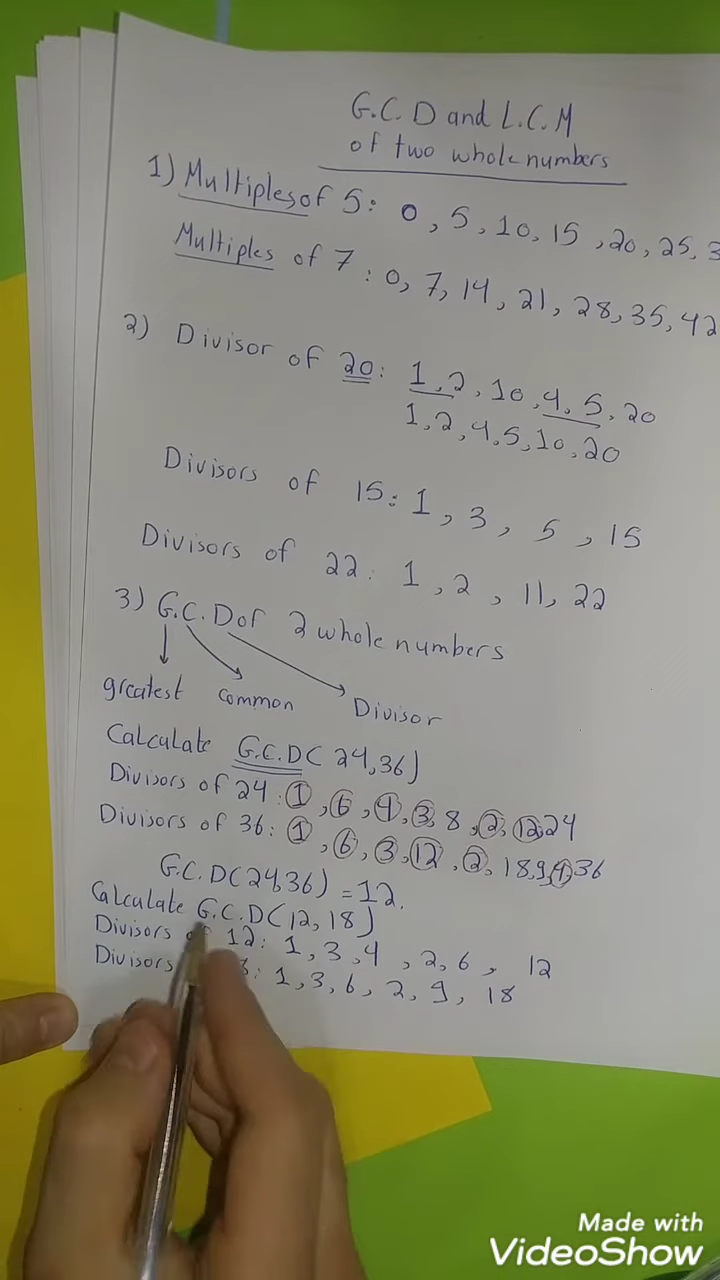 G.C.D and L.C.M
of two whole numbers
1) Multiples of 5: 0, 5, 10, 15, 20, 25, 3
Multiples of 7: 0, 7, 14, 21, 28, 35, 42
2) Divisor of 20: 1, 2, 10, 4, 5, 20
1, 2, 4, 5, 10, 20
Divisors of 15: 1, 3, 5, 15
Divisors of 22: 1, 2, 11, 22
3) G.C.D of 2 whole numbers
greatest common Divisor
Calculate G.C.D( 24,36)
Divisors of 24: 1, 6, 4, 3, 8, 2, 12, 24
Divisors of 36: 1, 6, 3, 12, 2, 18, 9, 4, 36
G.C.D(24,36) = 12.
Calculate G.C.D(12, 18)
Divisors of 12: 1, 3, 4, 2, 6, 12
Divisors 8: 1, 3, 6, 2, 9, 18
Made with
VideoShow